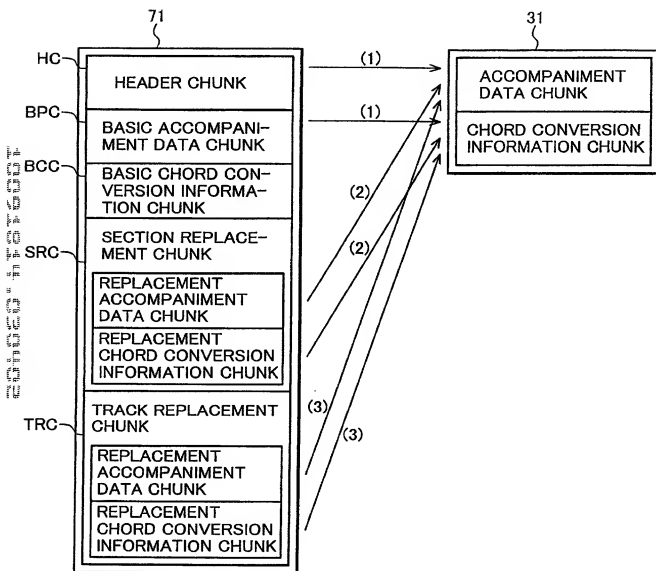 71
31
HC
HEADER CHUNK
(1)
ACCOMPANIMENT
DATA CHUNK
BPC
BASIC ACCOMPANI-
MENT DATA CHUNK
(1)
CHORD CONVERSION
INFORMATION CHUNK
BCC
BASIC CHORD CON-
VERSION INFORMA-
TION CHUNK
(2)
SRC
SECTION REPLACE-
MENT CHUNK
(2)
REPLACEMENT
ACCOMPANIMENT
DATA CHUNK
REPLACEMENT
CHORD CONVERSION
INFORMATION CHUNK
TRC
TRACK REPLACEMENT
CHUNK
(3)
(3)
REPLACEMENT
ACCOMPANIMENT
DATA CHUNK
REPLACEMENT
CHORD CONVERSION
INFORMATION CHUNK